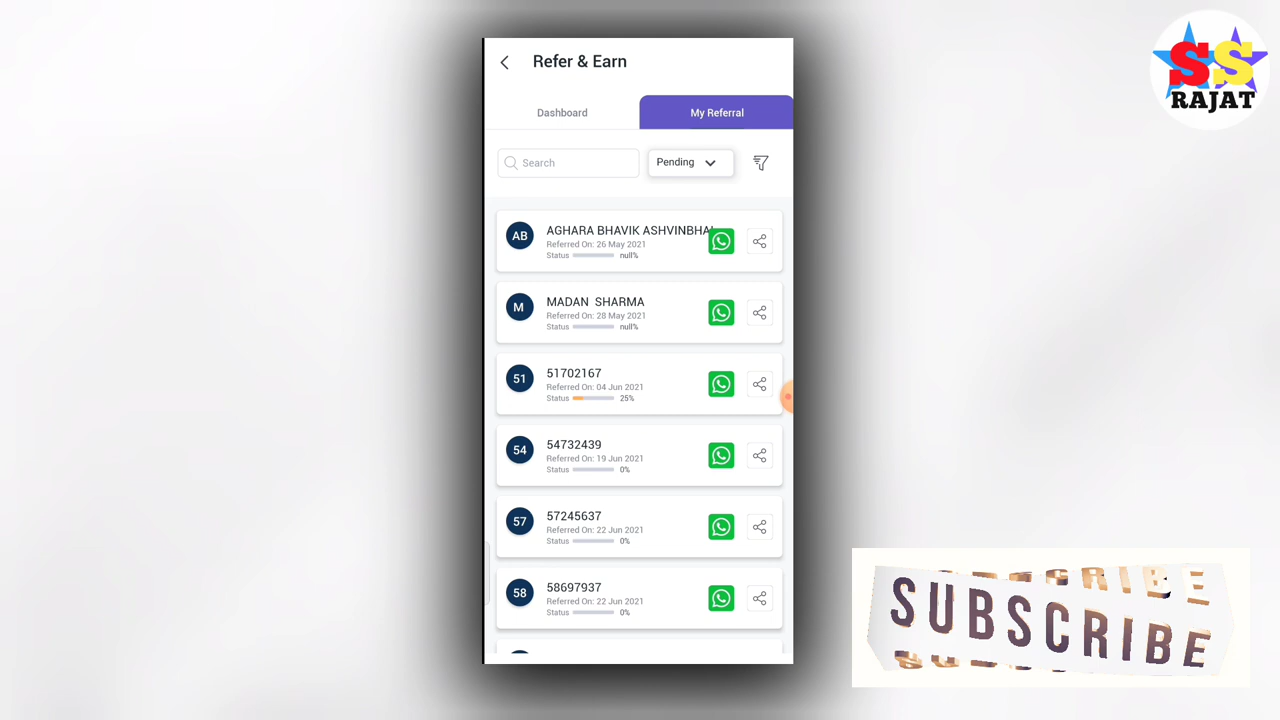 Refer & Earn
Dashboard
My Referral
Search
Pending
AB
AGHARA BHAVIK ASHVINBHAI
Referred On: 26 May 2021
Status null%
M
MADAN SHARMA
Referred On: 28 May 2021
Status null%
51
51702167
Referred On: 04 Jun 2021
Status 25%
54
54732439
Referred On: 19 Jun 2021
Status 0%
57
57245637
Referred On: 22 Jun 2021
Status 0%
58
58697937
Referred On: 22 Jun 2021
Status 0%
SS
RAJAT
SUBSCRIBE